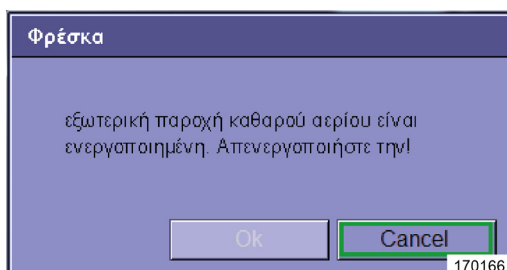 Φρέσκα
εξωτερική παροχή καθαρού αερίου είναι
ενεργοποιημένη. Απενεργοποιήστε την!
Ok
Cancel
170166